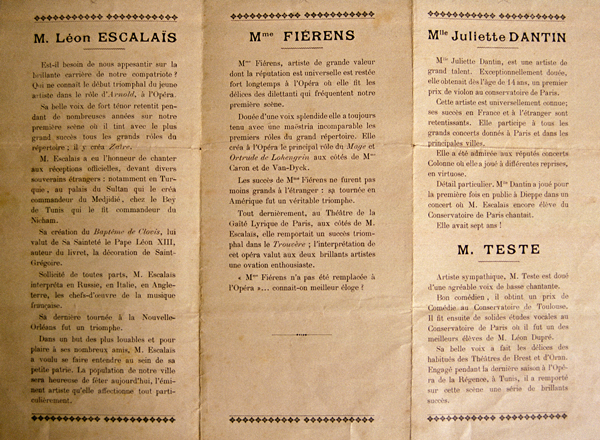 M. Léon ESCALAÏS
Est-il besoin de nous appesantir sur la
brillante carrière de notre compatriote ?
Qui ne connaît le début triomphal du jeune
artiste dans le rôle d'Arnold, à l'Opéra.
Sa belle voix de fort ténor retentit pen-
dant de nombreuses années sur notre
première scène où il tint avec le plus
grand succès tous les grands rôles du
répertoire ; il y créa Zaïre.
M. Escalaïs a eu l'honneur de chanter
aux réceptions officielles, devant divers
souverains étrangers : notamment en Tur-
quie, au palais du Sultan qui le créa
commandeur du Medjidié, chez le Bey
de Tunis qui le fit commandeur du
Nicham.
Sa création du Baptême de Clovis, lui
valut de Sa Sainteté le Pape Léon XIII,
auteur du livret, la décoration de Saint-
Grégoire.
Sollicité de toutes parts, M. Escalaïs
interpréta en Russie, en Italie, en Angle-
terre, les chefs-d'œuvre de la musique
française.
Sa dernière tournée à la Nouvelle-
Orléans fut un triomphe.
Dans un but des plus louables et pour
plaire à ses nombreux amis, M. Escalaïs
a voulu se faire entendre au sein de sa
petite patrie. La population de notre ville
sera heureuse de fêter aujourd'hui, l'émi-
nent artiste qu'elle affectionne tout parti-
culièrement.
Mme FIÉRENS
Mme Fiérens, artiste de grande valeur
dont la réputation est universelle est restée
fort longtemps à l'Opéra où elle fit les
délices des dilettanti qui fréquentent notre
première scène.
Douée d'une voix splendide elle a toujours
tenu avec une maëstria incomparable les
premiers rôles du grand répertoire. Elle
créa à l'Opéra le principal rôle du Mage et
Ortrude de Lohengrin aux côtés de Mme
Caron et de Van-Dyck.
Les succès de Mme Fiérens ne furent pas
moins grands à l'étranger : sa tournée en
Amérique fut un véritable triomphe.
Tout dernièrement, au Théâtre de la
Gaîté Lyrique de Paris, aux côtés de M.
Escalaïs, elle remportait un succès triom-
phal dans le Trouvère ; l'interprétation de
cet opéra valut aux deux brillants artistes
une ovation enthousiaste.
« Mme Fiérens n'a pas été remplacée à
l'Opéra »... connait-on meilleur éloge !
Mlle Juliette DANTIN
Mlle Juliette Dantin, est une artiste de
grand talent. Exceptionnellement douée,
elle obtenait dès l'âge de 14 ans, un premier
prix de violon au conservatoire de Paris.
Cette artiste est universellement connue;
ses succès en France et à l'étranger sont
retentissants. Elle participe à tous les
grands concerts donnés à Paris et dans les
principales villes.
Elle a été admirée aux réputés concerts
Colonne où elle a joué à différentes reprises,
en virtuose.
Détail particulier. Mlle Dantin a joué pour
la première fois en public à Dieppe dans un
concert où M. Escalaïs encore élève du
Conservatoire de Paris chantait.
Elle avait sept ans !
M. TESTE
Artiste sympathique, M. Teste est doué
d'une agréable voix de basse chantante.
Bon comédien, il obtint un prix de
Comédie au Conservatoire de Toulouse.
Il fit ensuite de solides études vocales au
Conservatoire de Paris où il fut un des
meilleurs élèves de M. Léon Dupré.
Sa belle voix à fait les délices des
habitués des Théâtres de Brest et d'Oran.
Engagé pendant la dernière saison à l'Opé-
ra de la Régence, à Tunis, il a remporté
sur cette scène une série de brillants
succès.